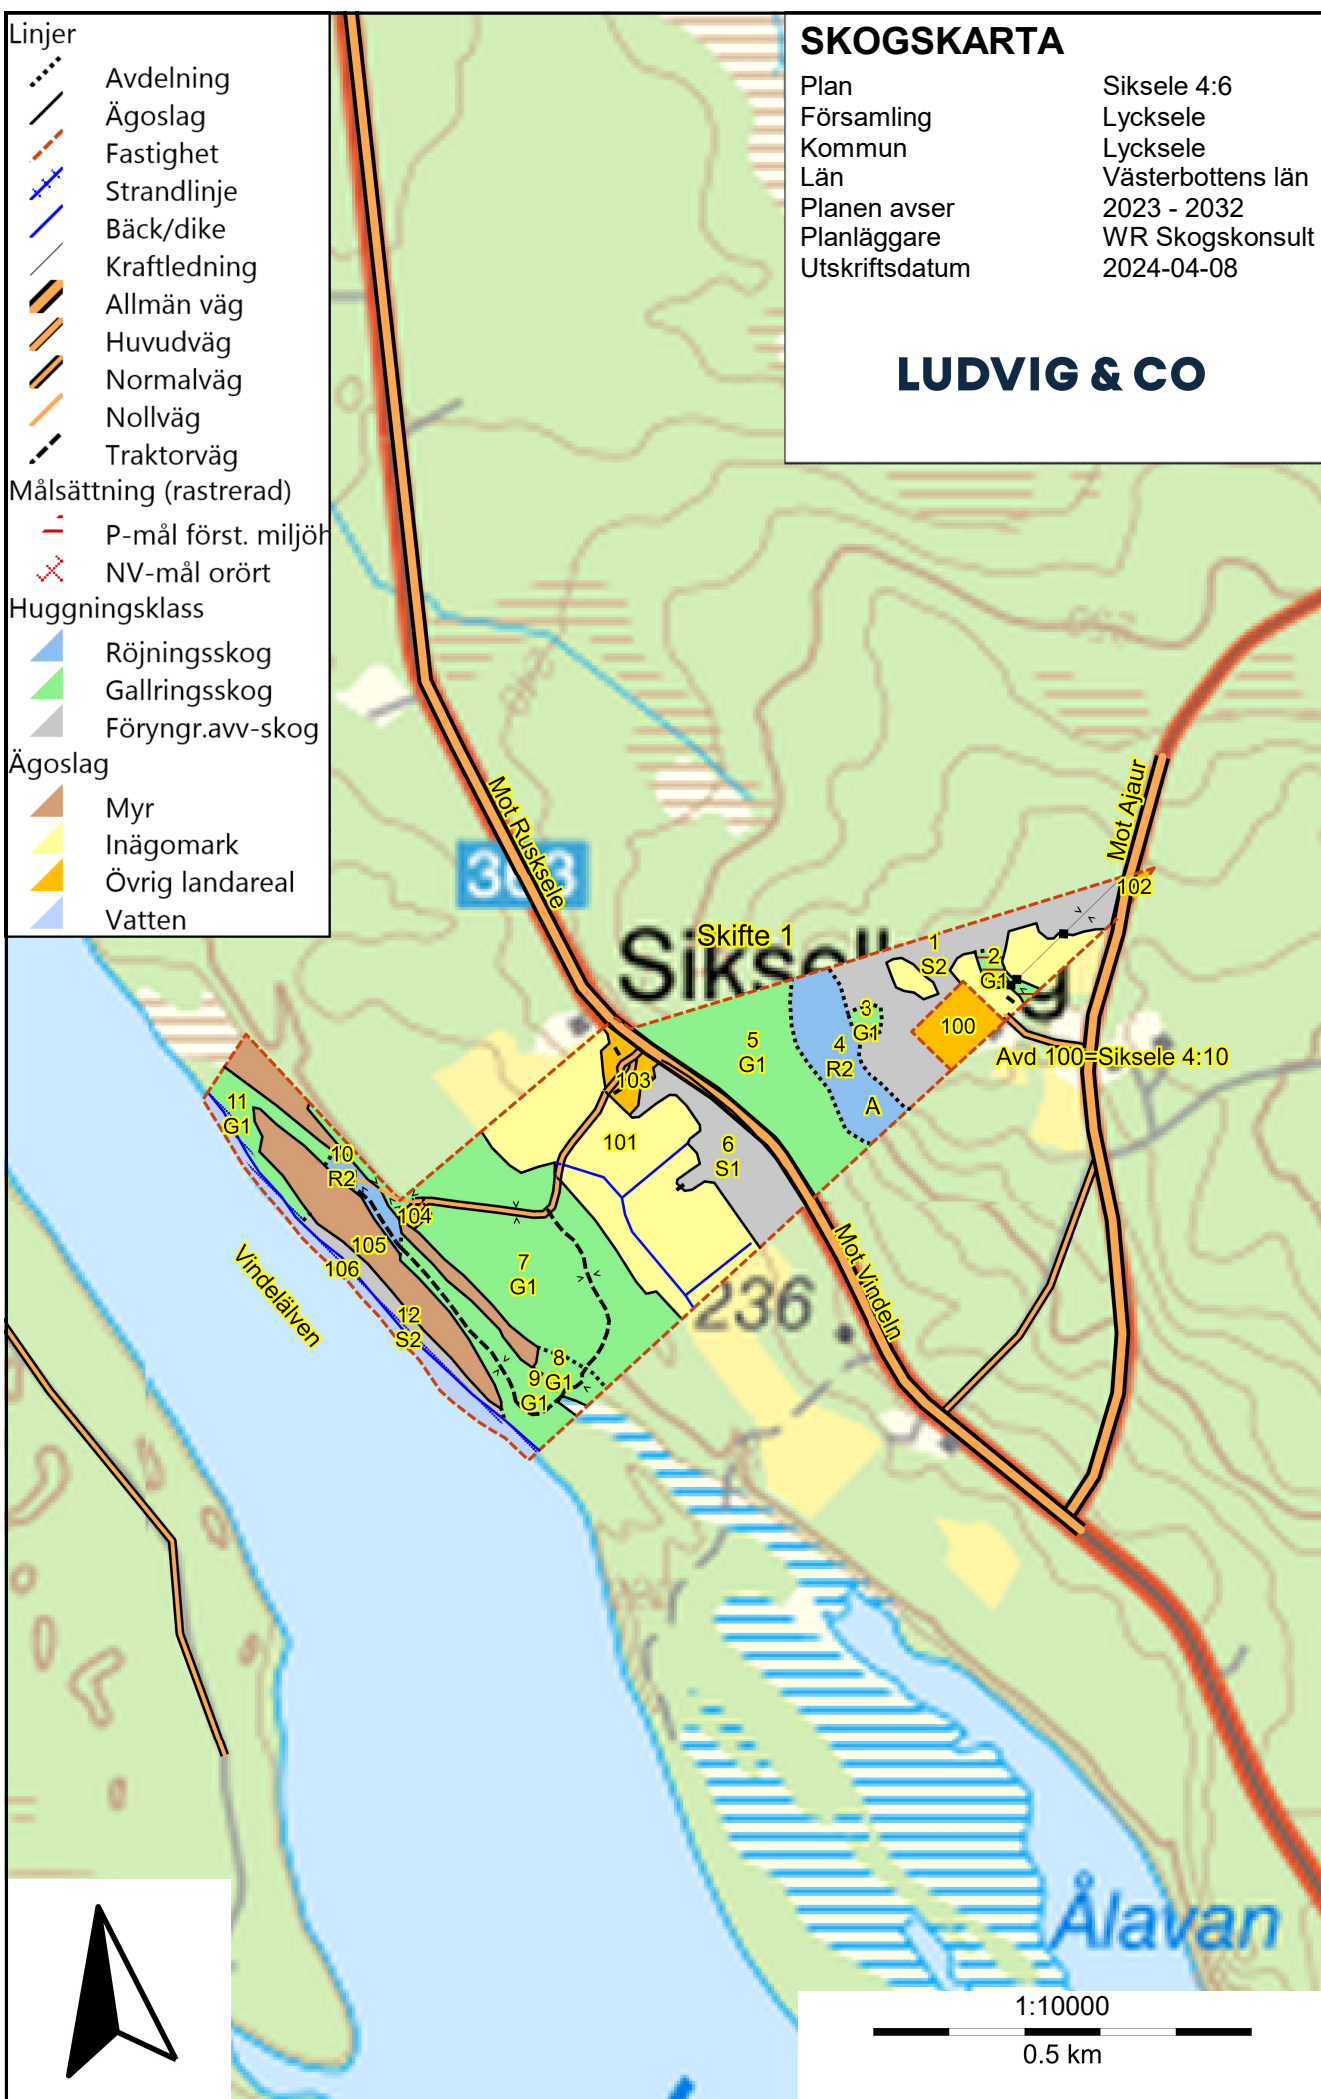 Linjer
Avdelning
Ägoslag
Fastighet
Strandlinje
Bäck/dike
Kraftledning
Allmän väg
Huvudväg
Normalväg
Nollväg
Traktorväg
Målsättning (rastrerad)
P-mål först. miljöh
NV-mål orört
Huggningsklass
Röjningsskog
Gallringsskog
Föryngr.avv-skog
Ägoslag
Myr
Inägomark
Övrig landareal
Vatten
SKOGSKARTA
Plan Siksele 4:6
Församling Lycksele
Kommun Lycksele
Län Västerbottens län
Planen avser 2023 - 2032
Planläggare WR Skogskonsult
Utskriftsdatum 2024-04-08
LUDVIG & CO
Mot Rusksele
363
Mot Ajaur
102
Skifte 1
1
S2
2
G1
3
G1
100
Avd 100=Siksele 4:10
4
R2
A
5
G1
103
101
6
S1
11
G1
10
R2
104
105
106
7
G1
12
S2
8
G1
9
G1
Vindelälven
Mot Vindeln
236
Ålavan
1:10000
0.5 km